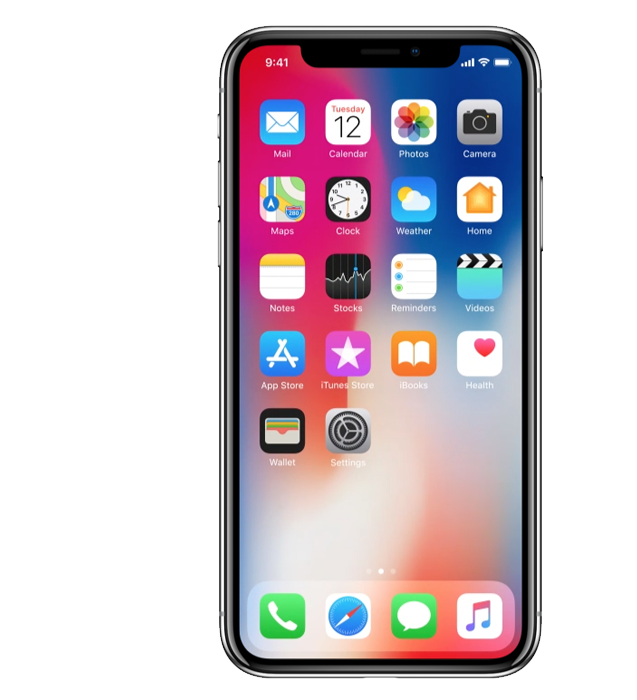 9:41
Tuesday
12
Mail Calendar Photos Camera
280
Maps Clock Weather Home
Notes Stocks Reminders Videos
App Store iTunes Store iBooks Health
Wallet Settings